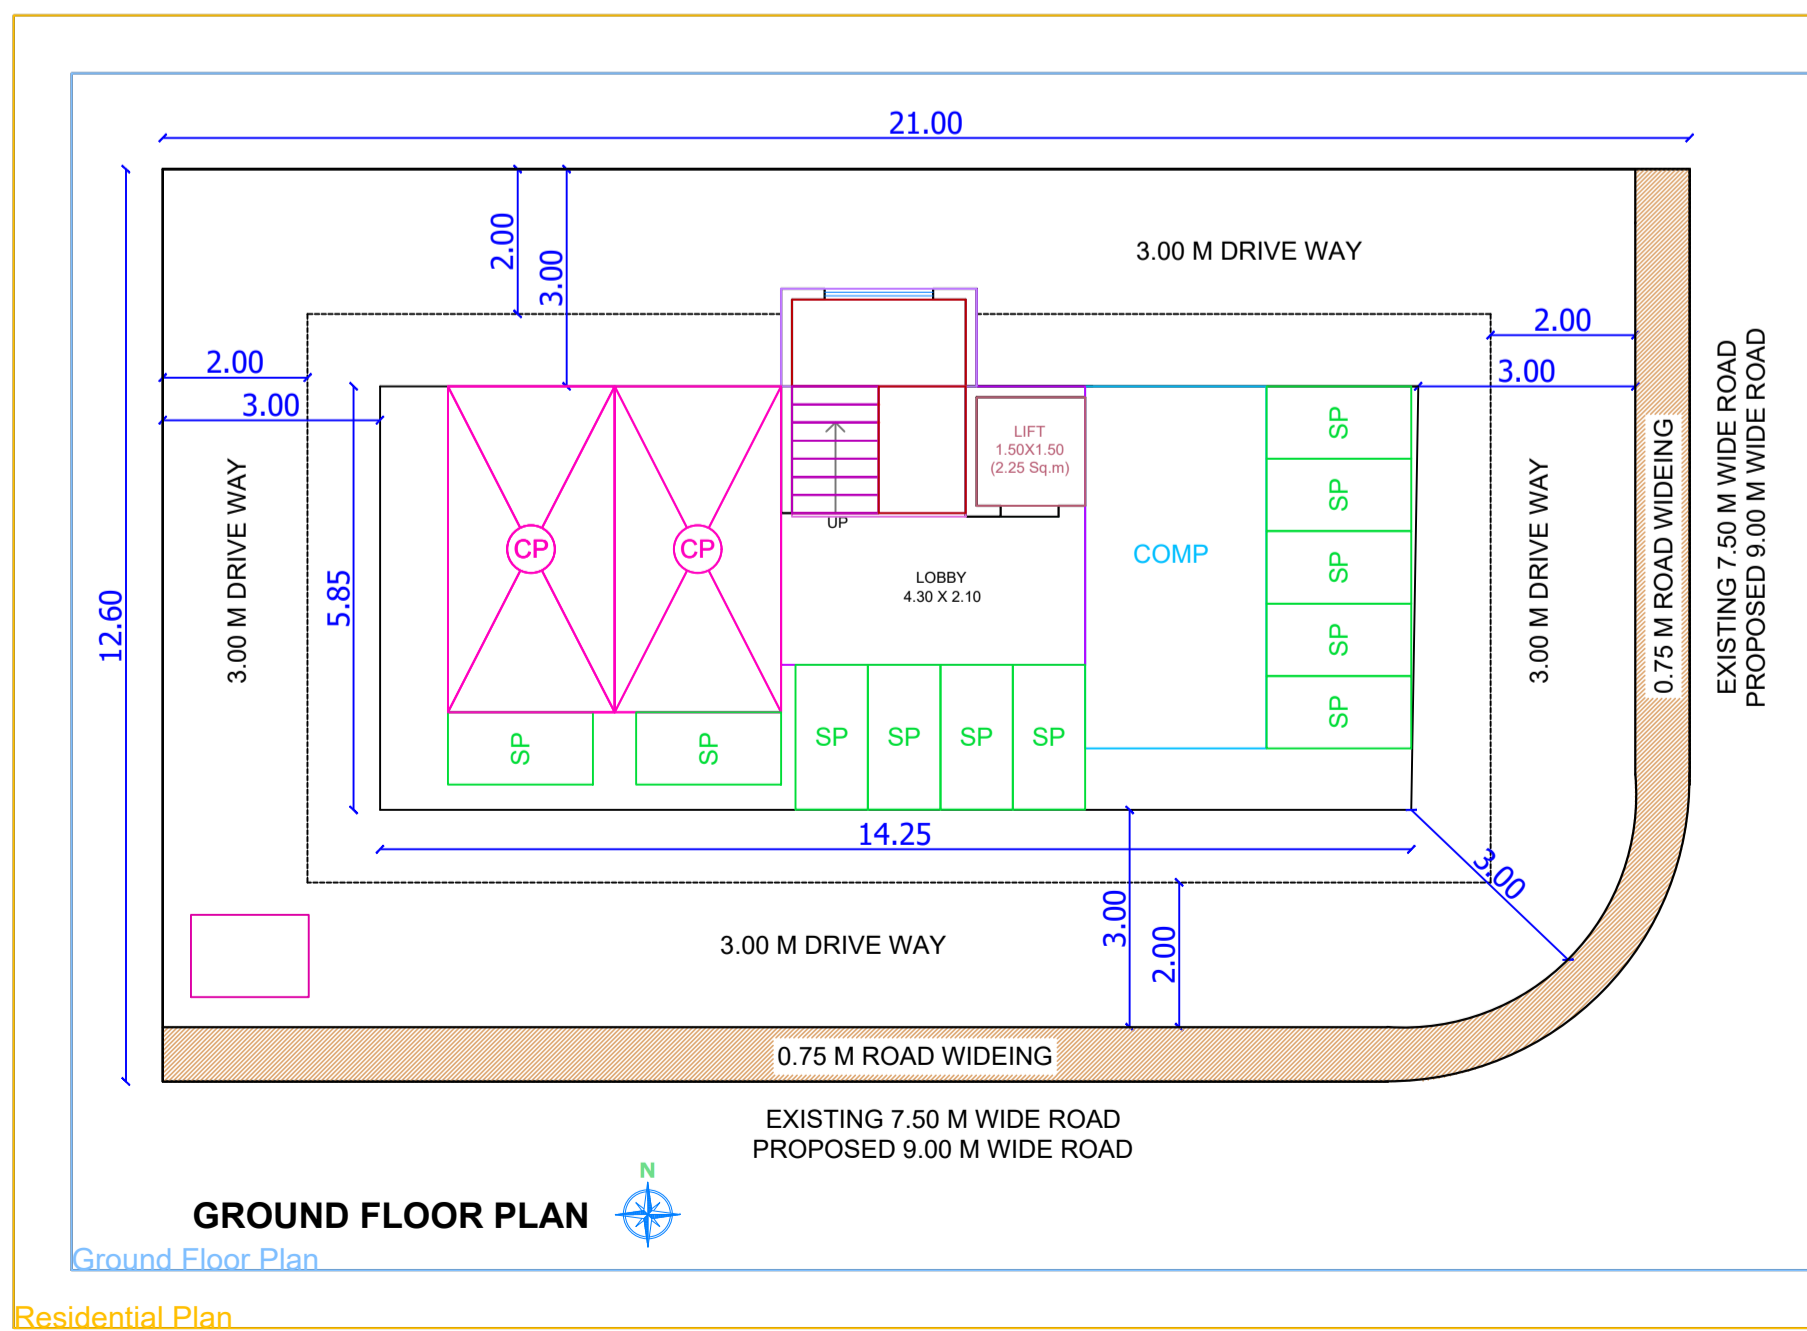 21.00
2.00
3.00
3.00 M DRIVE WAY
2.00
3.00
2.00
3.00
12.60
3.00 M DRIVE WAY
5.85
CP
CP
UP
LIFT
1.50X1.50
(2.25 Sq.m)
LOBBY
4.30 X 2.10
COMP
SP
SP
SP
SP
SP
SP
SP
SP
SP
SP
SP
3.00 M DRIVE WAY
0.75 M ROAD WIDEING
EXISTING 7.50 M WIDE ROAD
PROPOSED 9.00 M WIDE ROAD
14.25
3.00
3.00
2.00
3.00 M DRIVE WAY
0.75 M ROAD WIDEING
EXISTING 7.50 M WIDE ROAD
PROPOSED 9.00 M WIDE ROAD
N
GROUND FLOOR PLAN
Ground Floor Plan
Residential Plan